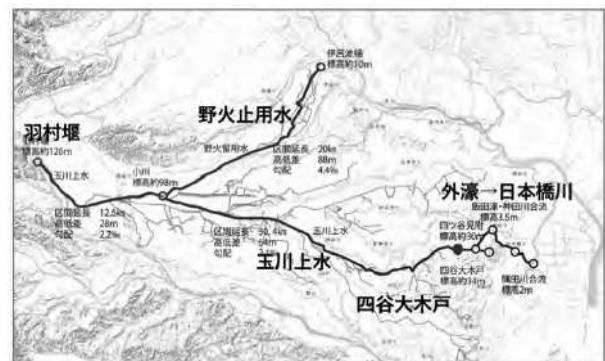 伊呂波樋
標高約10m
野火止用水
羽村堰
標高約126m
玉川上水
野火留用水
小川
標高約98m
区間延長 20km
高低差 88m
勾配 4.4‰
区間延長 12.5km
高低差 28m
勾配 2.2‰
区間延長 30.4km
高低差 64m
勾配
玉川上水
玉川上水
外濠→日本橋川
飯田濠・神田川合流
標高3.5m
四ツ谷見附
標高約30m
四谷大木戸
標高約34m
隅田川合流
標高2m
四谷大木戸